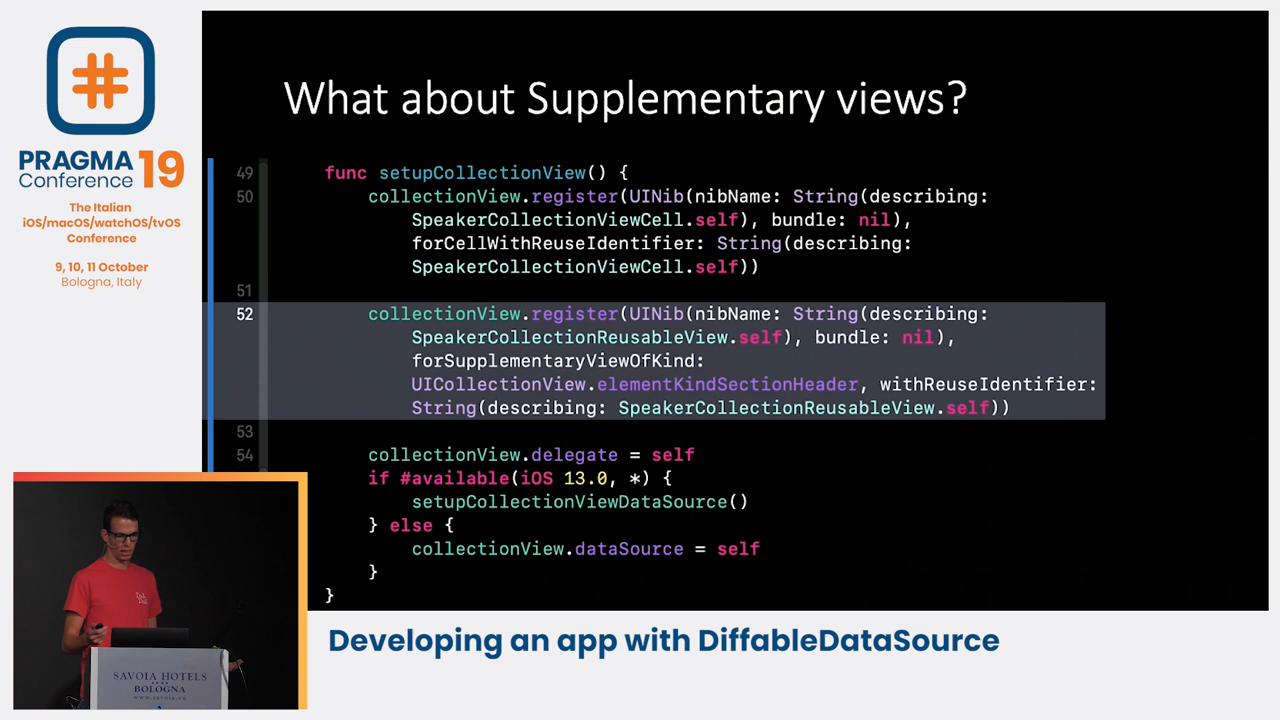 #
PRAGMA 19
Conference
The Italian
iOS/macOS/watchOS/tvOS
Conference
9, 10, 11 October
Bologna, Italy
What about Supplementary views?
49 func setupCollectionView() {
50 collectionView.register(UINib(nibName: String(describing:
SpeakerCollectionViewCell.self), bundle: nil),
forCellWithReuseIdentifier: String(describing:
SpeakerCollectionViewCell.self))
51
52 collectionView.register(UINib(nibName: String(describing:
SpeakerCollectionReusableView.self), bundle: nil),
forSupplementaryViewOfKind:
UICollectionView.elementKindSectionHeader, withReuseIdentifier:
String(describing: SpeakerCollectionReusableView.self))
53
54 collectionView.delegate = self
if #available(iOS 13.0, *) {
setupCollectionViewDataSource()
} else {
collectionView.dataSource = self
}
}
SAVOIA HOTELS
BOLOGNA
www.savoia.eu
Developing an app with DiffableDataSource